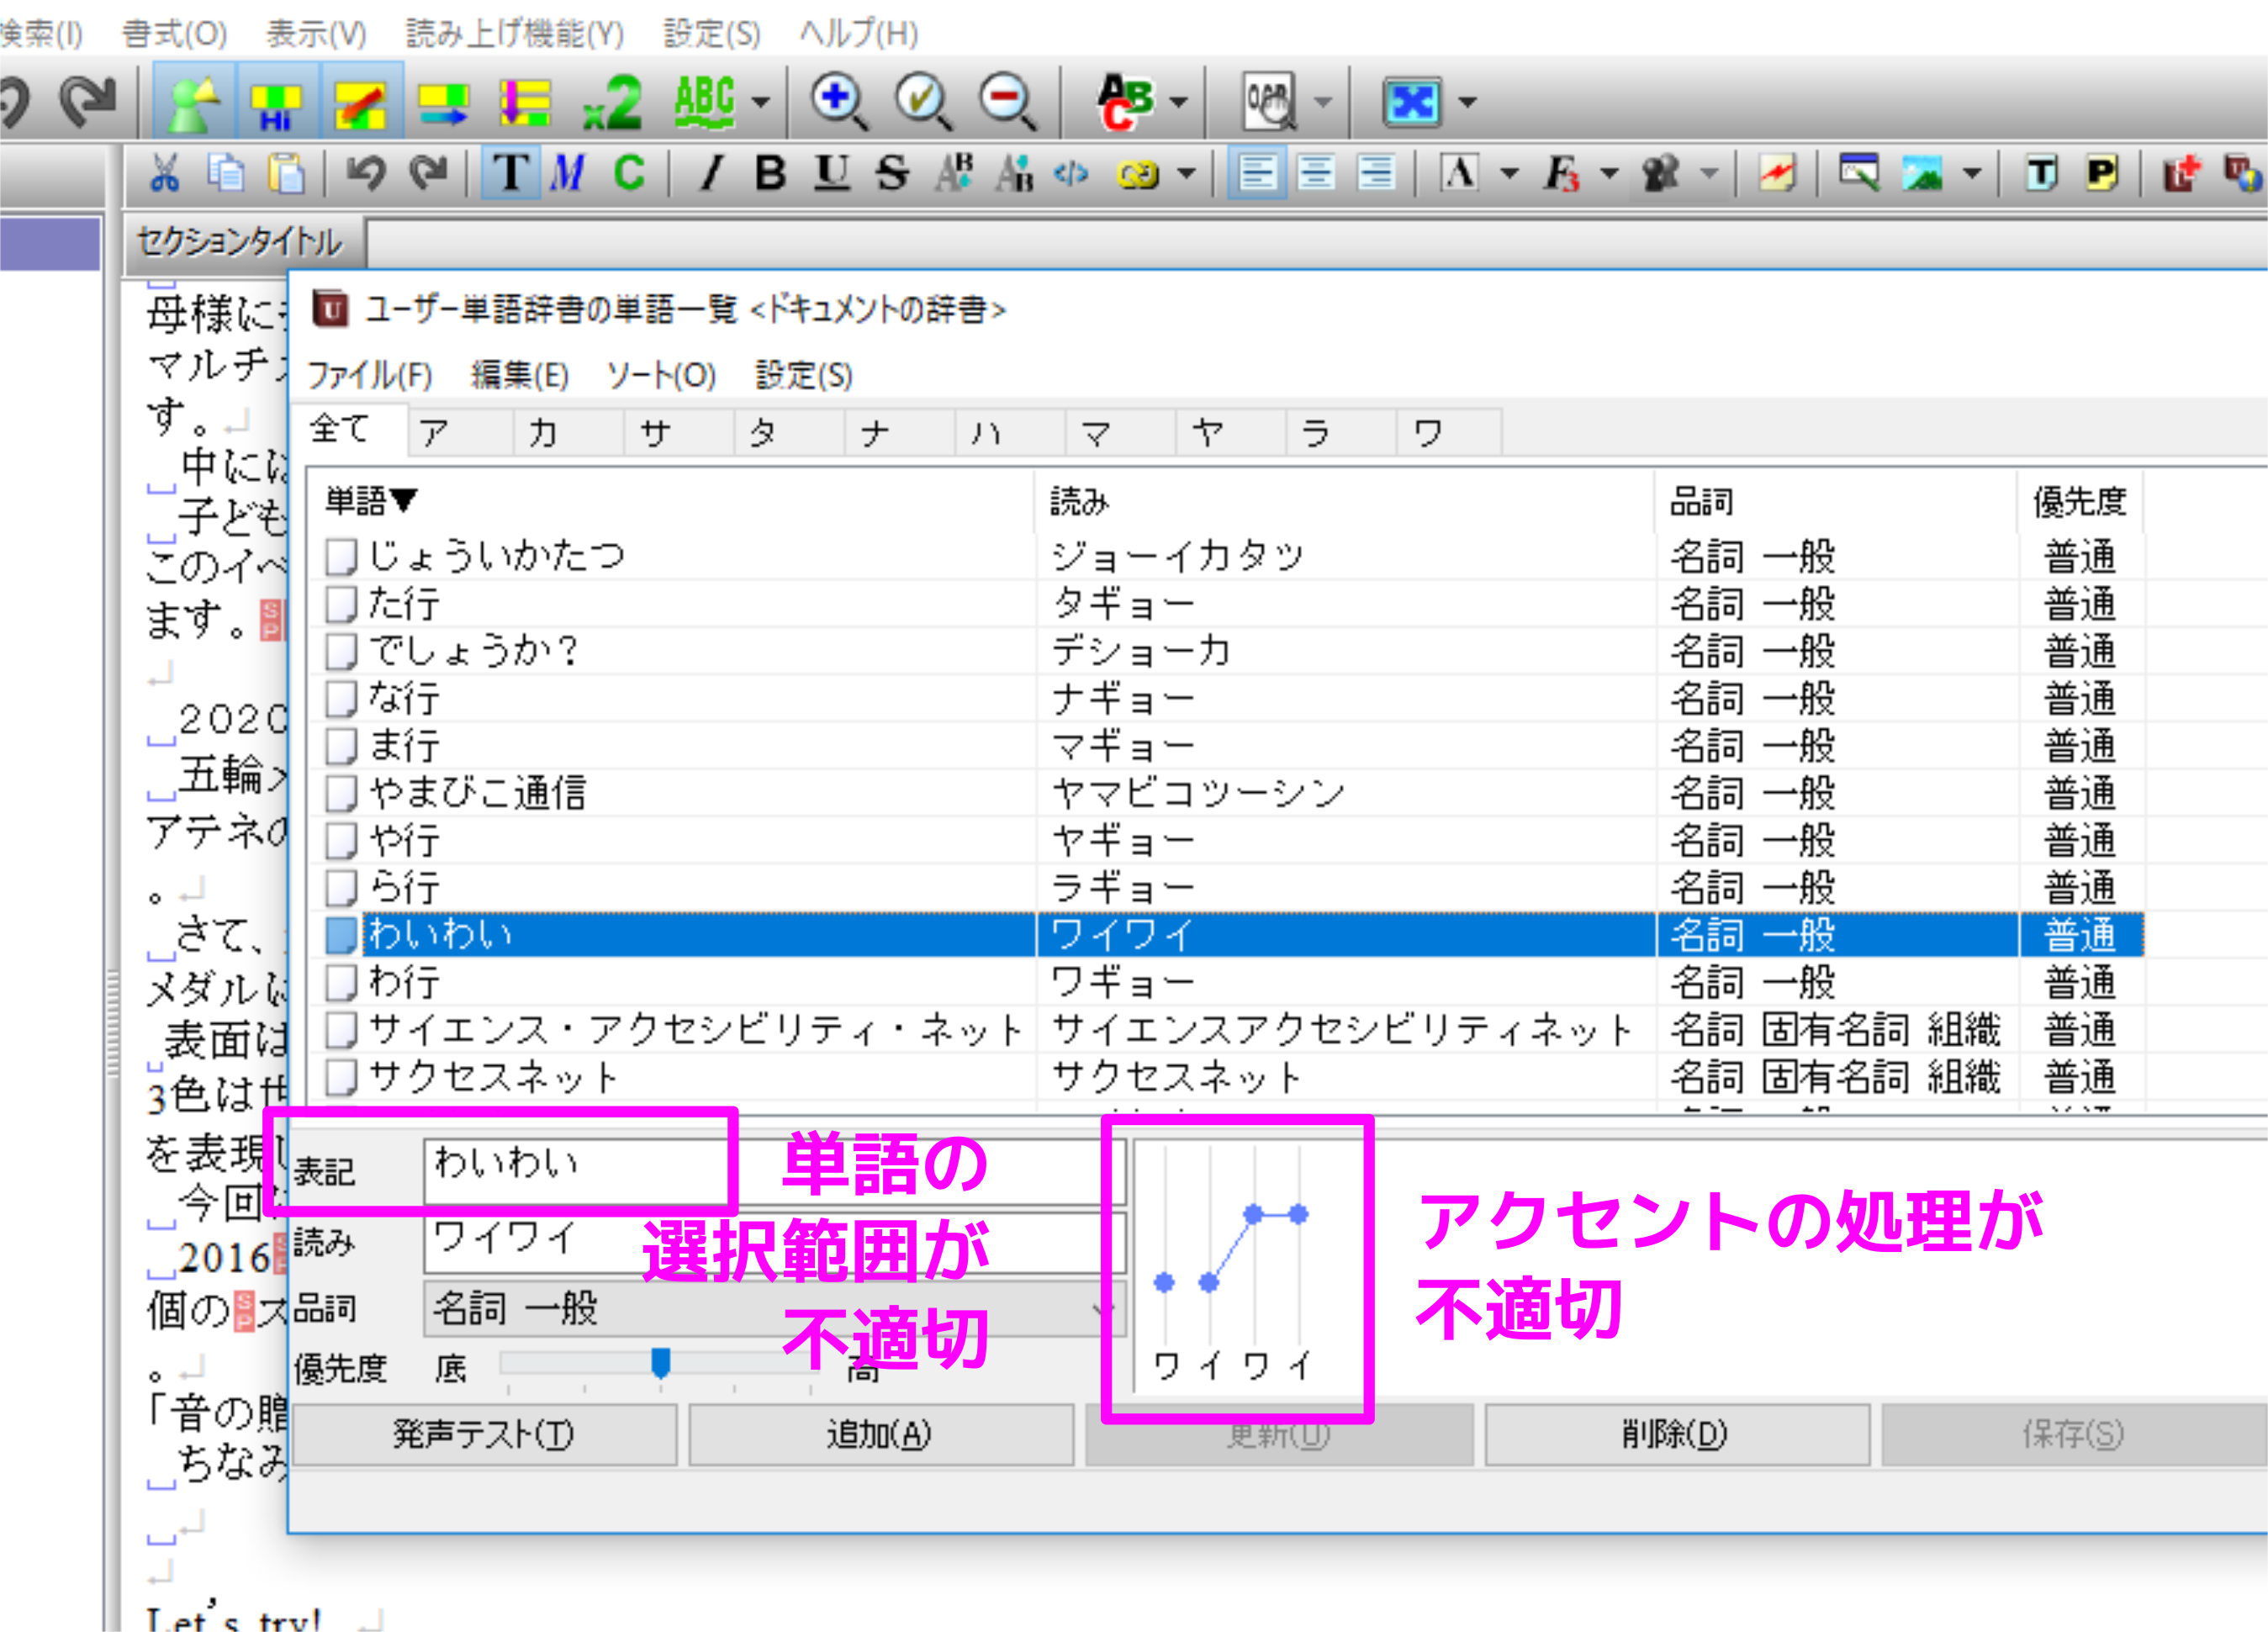 検索(I) 書式(O) 表示(V) 読み上げ機能(Y) 設定(S) ヘルプ(H)
Hi x2 ABC ABC
T M C I B U S AB AB A F3 T P
セクションタイトル
母様に
マルチ
す。
中には
子ども
このイベ
ます。SP
2020
五輪
アテネの
。
さて、
メダルは
表面は
3色は世
を表現し
今回
2016
個のSPス
。
「音の贈
ちなみ
Let's try!
ユーザー単語辞書の単語一覧 <ドキュメントの辞書>
ファイル(F) 編集(E) ソート(O) 設定(S)
全て ア カ サ タ ナ ハ マ ヤ ラ ワ
単語▼ 読み 品詞 優先度
じょういかたつ ジョーイカタツ 名詞 一般 普通
た行 タギョー 名詞 一般 普通
でしょうか? デショーカ 名詞 一般 普通
な行 ナギョー 名詞 一般 普通
ま行 マギョー 名詞 一般 普通
やまびこ通信 ヤマビコツーシン 名詞 一般 普通
や行 ヤギョー 名詞 一般 普通
ら行 ラギョー 名詞 一般 普通
わいわい ワイワイ 名詞 一般 普通
わ行 ワギョー 名詞 一般 普通
サイエンス・アクセシビリティ・ネット サイエンスアクセシビリティネット 名詞 固有名詞 組織 普通
サクセスネット サクセスネット 名詞 固有名詞 組織 普通
表記 わいわい
読み ワイワイ
品詞 名詞 一般
優先度 底 高
単語の
選択範囲が
不適切
ワイワイ
アクセントの処理が
不適切
発声テスト(T) 追加(A) 更新(U) 削除(D) 保存(S)